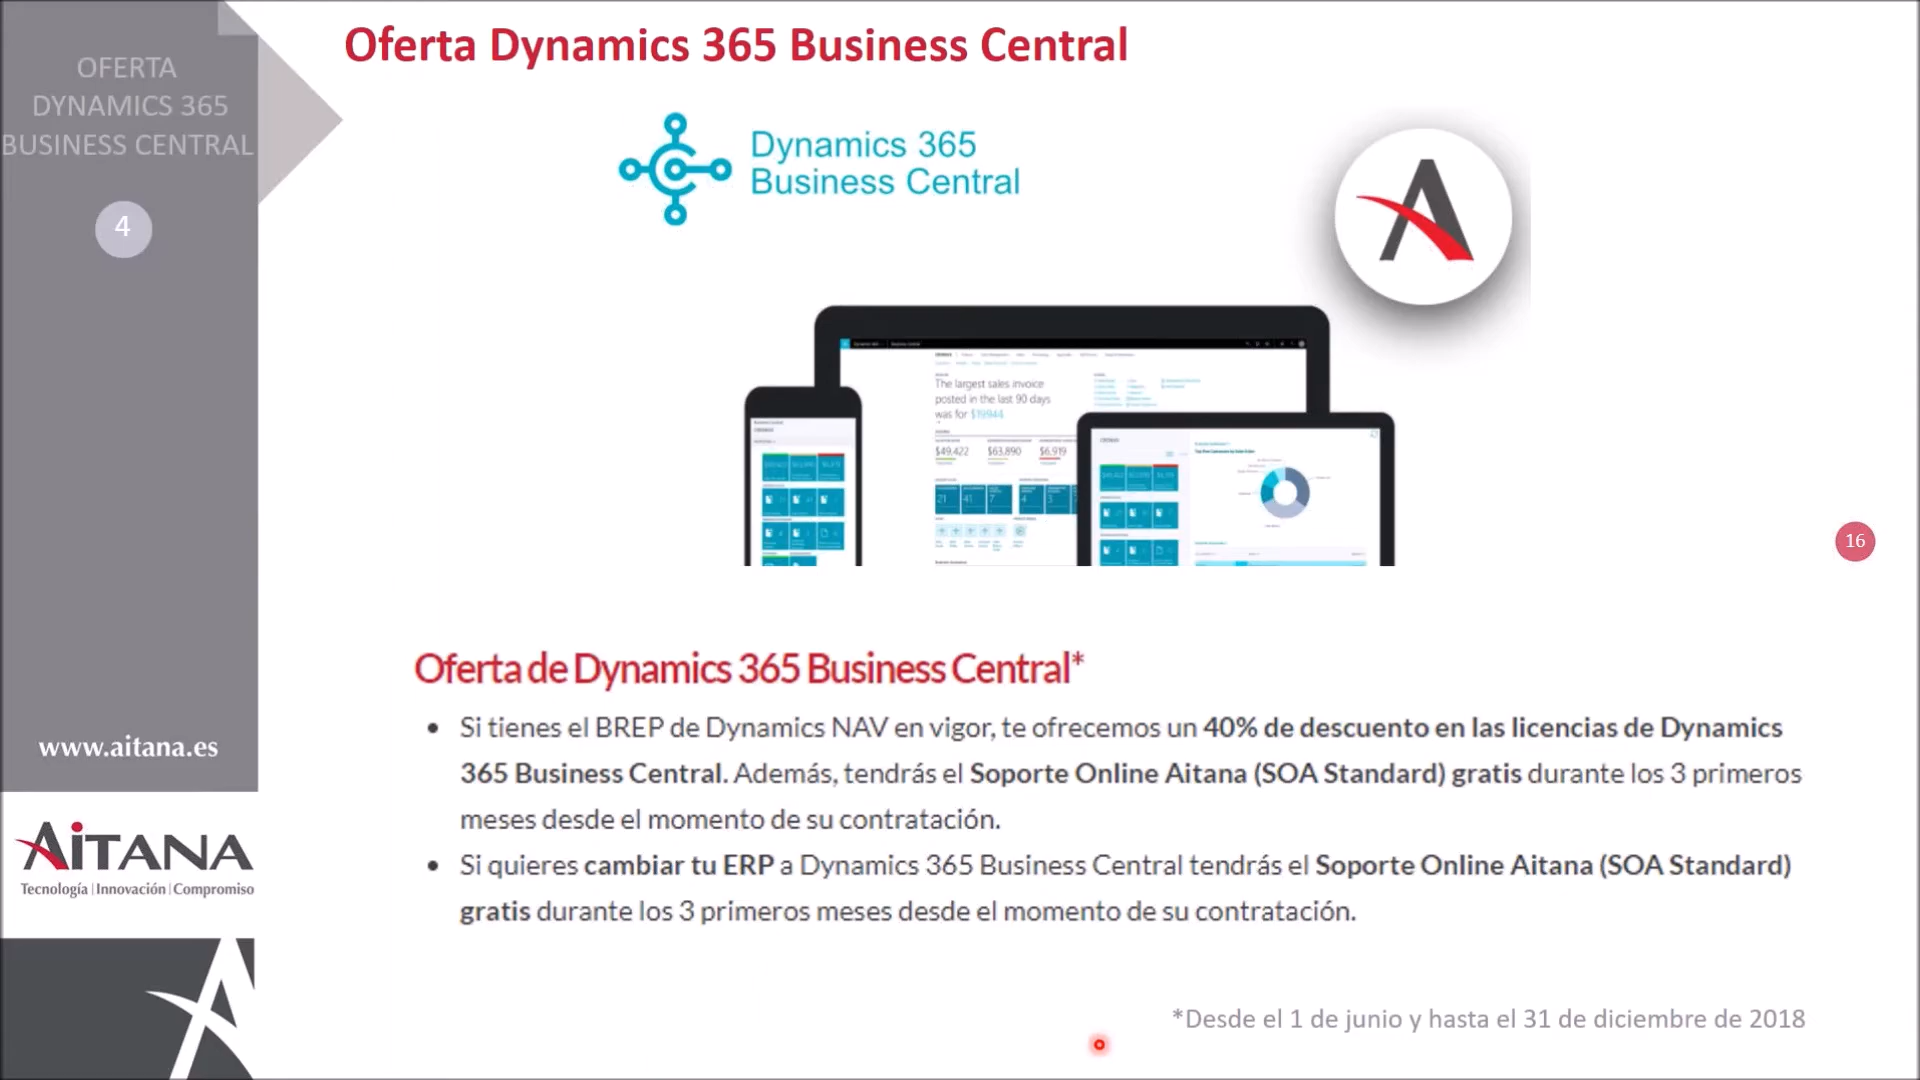 OFERTA
DYNAMICS 365
BUSINESS CENTRAL
4
Oferta Dynamics 365 Business Central
Dynamics 365
Business Central
The largest sales invoice
posted in the last 90 days
was for $19944
$49,422 $63,890 $6,919
21 41 7 4 3
16
Oferta de Dynamics 365 Business Central*
• Si tienes el BREP de Dynamics NAV en vigor, te ofrecemos un 40% de descuento en las licencias de Dynamics
365 Business Central. Además, tendrás el Soporte Online Aitana (SOA Standard) gratis durante los 3 primeros
meses desde el momento de su contratación.
• Si quieres cambiar tu ERP a Dynamics 365 Business Central tendrás el Soporte Online Aitana (SOA Standard)
gratis durante los 3 primeros meses desde el momento de su contratación.
www.aitana.es
AiTANA
Tecnología | Innovación | Compromiso
*Desde el 1 de junio y hasta el 31 de diciembre de 2018